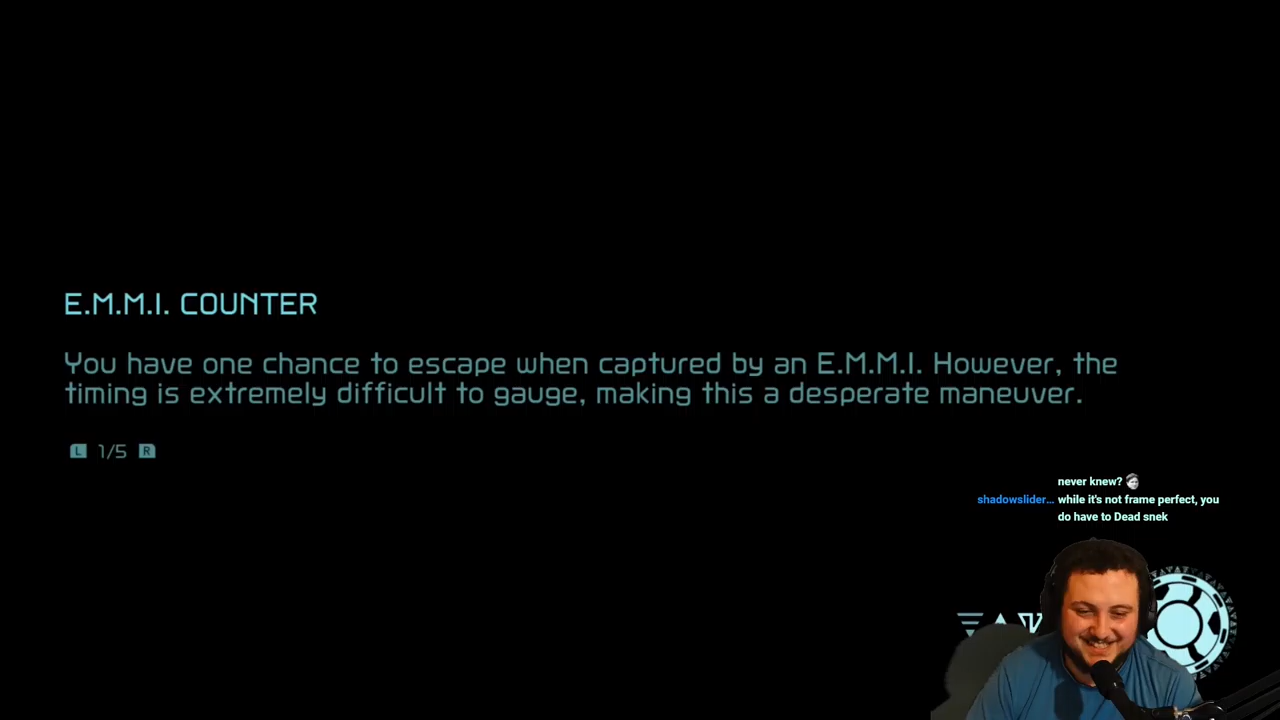 E.M.M.I. COUNTER
You have one chance to escape when captured by an E.M.M.I. However, the
timing is extremely difficult to gauge, making this a desperate maneuver.
L 1/5 R
never knew?
shadowslider... while it's not frame perfect, you
do have to Dead snek